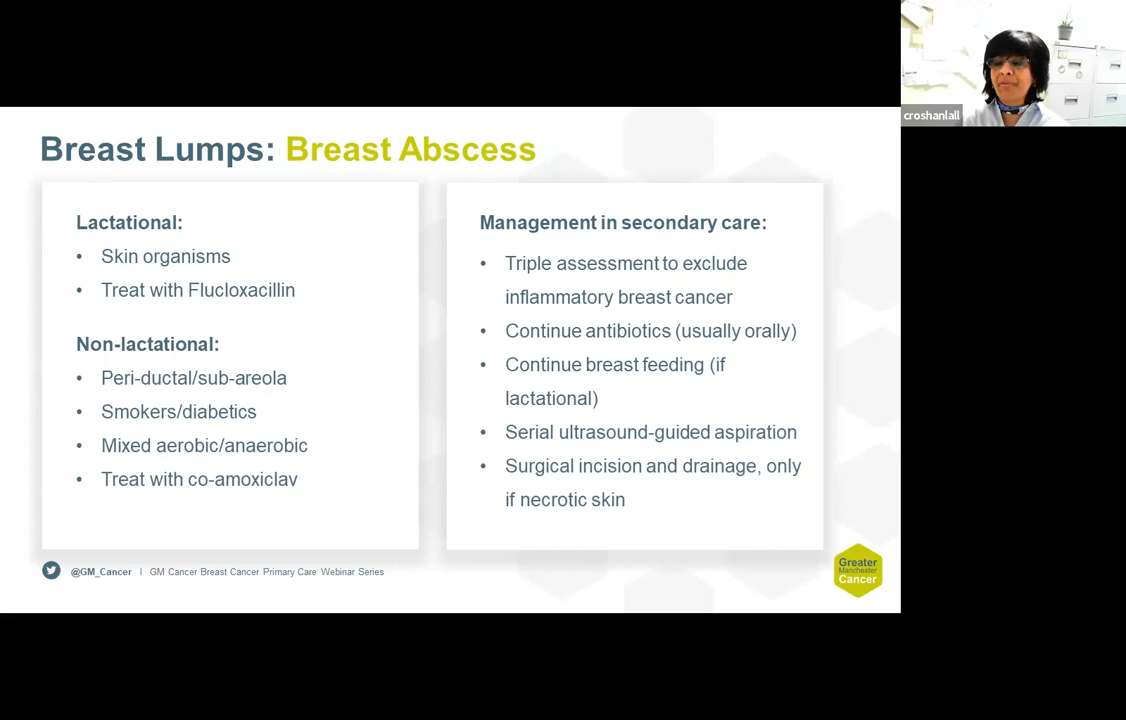 croshanlall
Breast Lumps: Breast Abscess
Lactational:
• Skin organisms
• Treat with Flucloxacillin
Non-lactational:
• Peri-ductal/sub-areola
• Smokers/diabetics
• Mixed aerobic/anaerobic
• Treat with co-amoxiclav
Management in secondary care:
• Triple assessment to exclude
inflammatory breast cancer
• Continue antibiotics (usually orally)
• Continue breast feeding (if
lactational)
• Serial ultrasound-guided aspiration
• Surgical incision and drainage, only
if necrotic skin
@GM_Cancer | GM Cancer Breast Cancer Primary Care Webinar Series
Greater
Manchester
Cancer